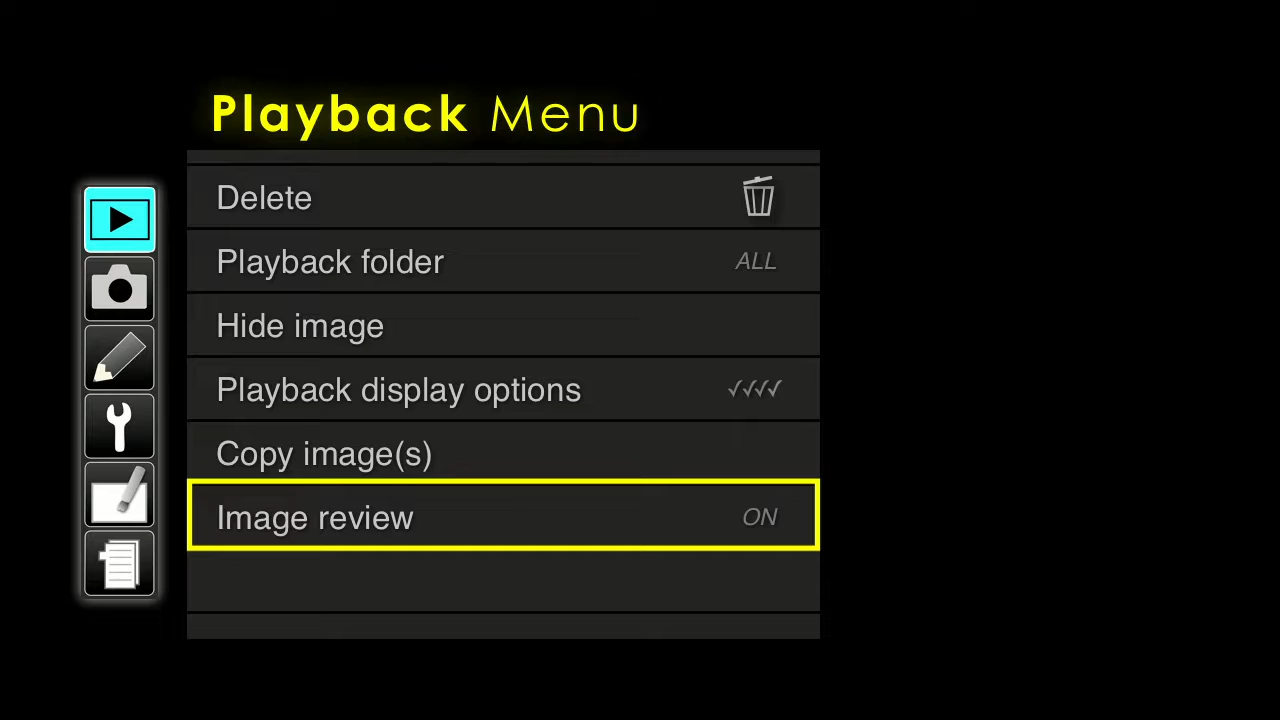 Playback Menu
Delete
Playback folder ALL
Hide image
Playback display options ✓✓✓✓
Copy image(s)
Image review ON